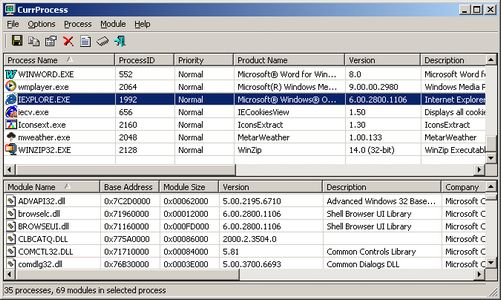 CurrProcess
File Options Process Module Help
Process Name ProcessID Priority Product Name Version Description
WINWORD.EXE 552 Normal Microsoft® Word for Win... 8.0 Microsoft Word f
wmplayer.exe 2064 Normal Microsoft(R) Windows Me... 9.00.00.2980 Windows Media F
IEXPLORE.EXE 1992 Normal Microsoft® Windows® O... 6.00.2800.1106 Internet Explorer
iecv.exe 656 Normal IECookiesView 1.50 Displays all cooki
Iconsext.exe 2160 Normal IconsExtract 1.30 IconsExtract
mweather.exe 2048 Normal MetarWeather 1.00.133 MetarWeather
WINZIP32.EXE 2128 Normal WinZip 14.0 (32-bit) WinZip Executabl
Module Name Base Address Module Size Version Description Company
ADVAPI32.dll 0x7C2D0000 0x00062000 5.00.2195.6710 Advanced Windows 32 Base... Microsoft C
browselc.dll 0x71960000 0x00012000 6.00.2800.1106 Shell Browser UI Library Microsoft C
BROWSEUI.dll 0x71160000 0x000FD000 6.00.2800.1106 Shell Browser UI Library Microsoft C
CLBCATQ.DLL 0x775A0000 0x00086000 2000.2.3504.0 Microsoft C
COMCTL32.DLL 0x71710000 0x00084000 5.81 Common Controls Library Microsoft C
comdlg32.dll 0x76B30000 0x0003E000 5.00.3700.6693 Common Dialogs DLL Microsoft C
35 processes, 69 modules in selected process